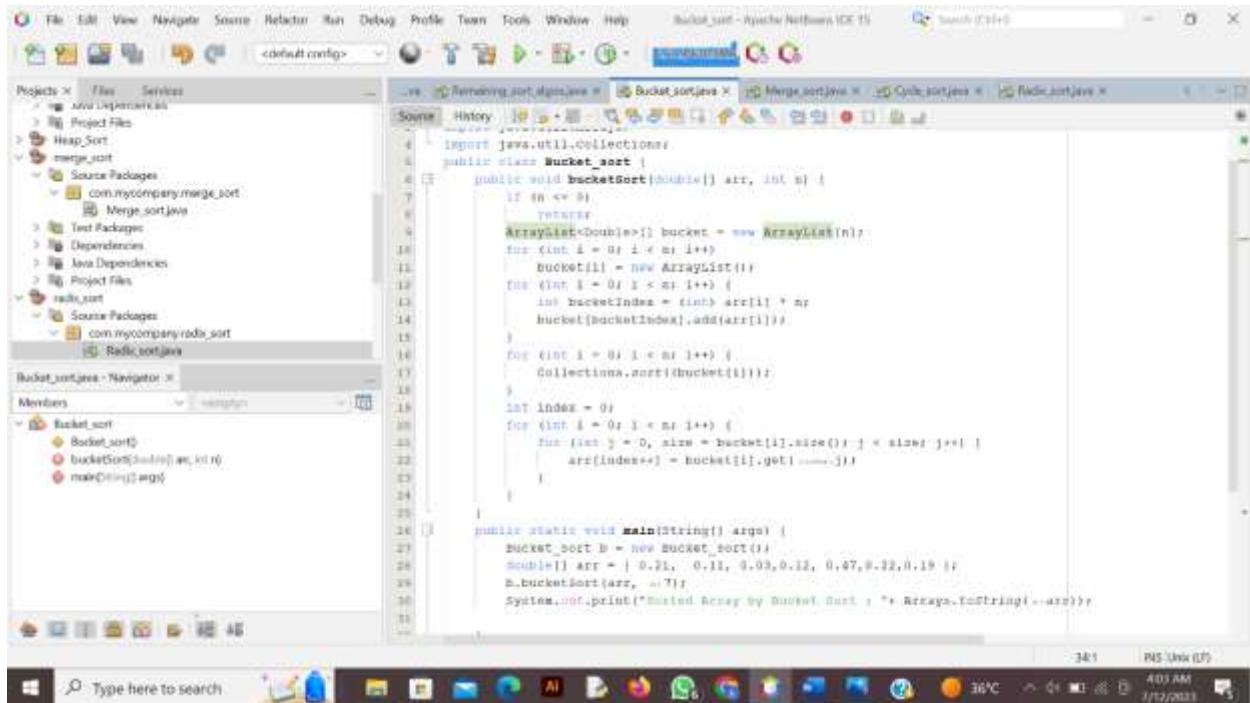 File Edit View Navigate Source Refactor Run Debug Profile Team Tools Window Help Bucket_sort - Apache NetBeans IDE 15 Search (Ctrl+I)
<default config>
Projects Files Services
Java Dependencies
Project Files
Heap_Sort
merge_sort
Source Packages
com.mycompany.merge_sort
Merge_sort.java
Test Packages
Dependencies
Java Dependencies
Project Files
radix_sort
Source Packages
com.mycompany.radix_sort
Radix_sort.java
Bucket_sort.java - Navigator
Members <empty>
Bucket_sort
Bucket_sort()
bucketSort(double[] arr, int n)
main(String[] args)
...va Remaining_sort_algos.java Bucket_sort.java Merge_sort.java Cycle_sort.java Radix_sort.java
Source History
4 import java.util.Collections;
5 public class Bucket_sort {
6 public void bucketSort(double[] arr, int n) {
7 if (n <= 0)
8 return;
9 ArrayList<Double>[] bucket = new ArrayList[n];
10 for (int i = 0; i < n; i++)
11 bucket[i] = new ArrayList();
12 for (int i = 0; i < n; i++) {
13 int bucketIndex = (int) arr[i] * n;
14 bucket[bucketIndex].add(arr[i]);
15 }
16 for (int i = 0; i < n; i++) {
17 Collections.sort((bucket[i]));
18 }
19 int index = 0;
20 for (int i = 0; i < n; i++) {
21 for (int j = 0, size = bucket[i].size(); j < size; j++) {
22 arr[index++] = bucket[i].get(j);
23 }
24 }
25 }
26 public static void main(String[] args) {
27 Bucket_sort b = new Bucket_sort();
28 double[] arr = { 0.21, 0.11, 0.03,0.12, 0.47,0.22,0.19 };
29 b.bucketSort(arr, 7);
30 System.out.print("Sorted Array by Bucket Sort : "+ Arrays.toString(arr));
31
34:1 INS Unix (LF)
Type here to search 36°C 4:03 AM
7/12/2023